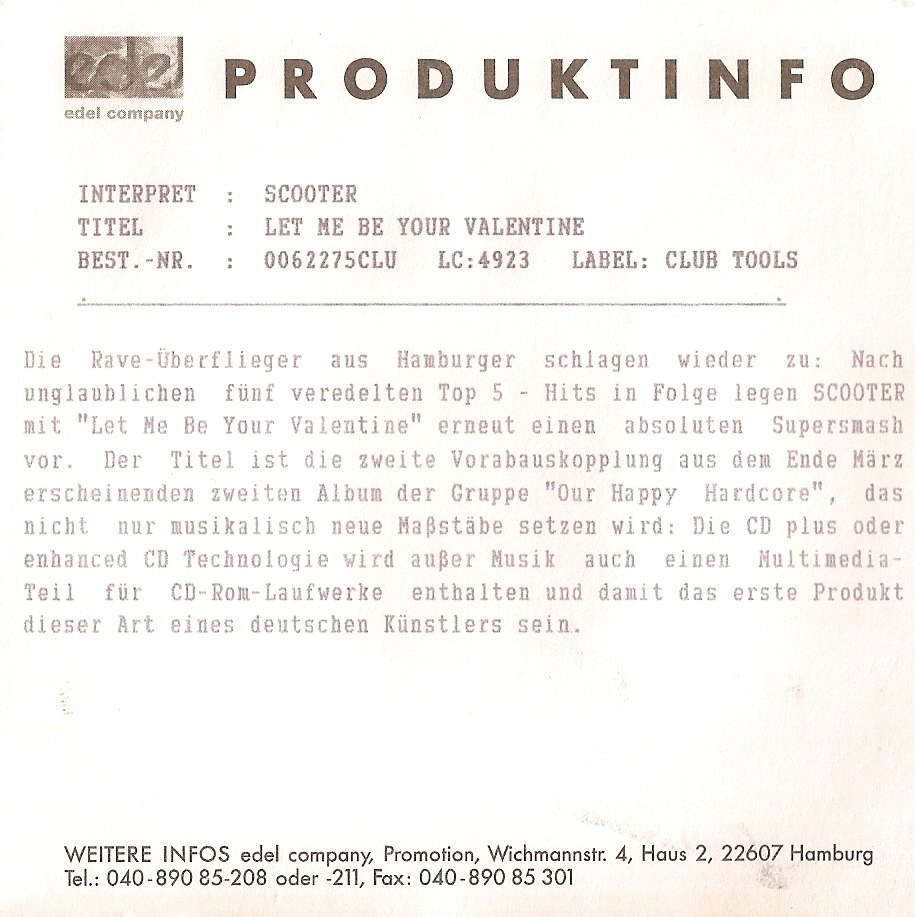 edel
edel company
PRODUKTINFO
INTERPRET : SCOOTER
TITEL : LET ME BE YOUR VALENTINE
BEST.-NR. : 0062275CLU LC:4923 LABEL: CLUB TOOLS
Die Rave-Überflieger aus Hamburger schlagen wieder zu: Nach
unglaublichen fünf veredelten Top 5 - Hits in Folge legen SCOOTER
mit "Let Me Be Your Valentine" erneut einen absoluten Supersmash
vor. Der Titel ist die zweite Vorabauskopplung aus dem Ende März
erscheinenden zweiten Album der Gruppe "Our Happy Hardcore", das
nicht nur musikalisch neue Maßstäbe setzen wird: Die CD plus oder
enhanced CD Technologie wird außer Musik auch einen Multimedia-
Teil für CD-Rom-Laufwerke enthalten und damit das erste Produkt
dieser Art eines deutschen Künstlers sein.
WEITERE INFOS edel company, Promotion, Wichmannstr. 4, Haus 2, 22607 Hamburg
Tel.: 040-890 85-208 oder -211, Fax: 040-890 85 301